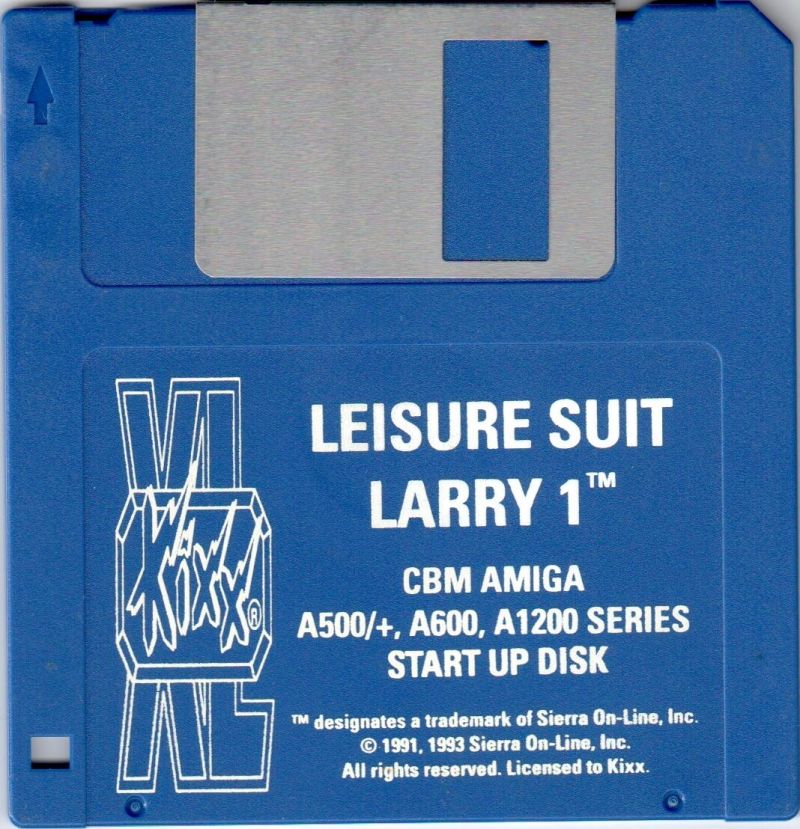 LEISURE SUIT
LARRY 1™
CBM AMIGA
A500/+, A600, A1200 SERIES
START UP DISK
™ designates a trademark of Sierra On-Line, Inc.
© 1991, 1993 Sierra On-Line, Inc.
All rights reserved. Licensed to Kixx.
Kixx®